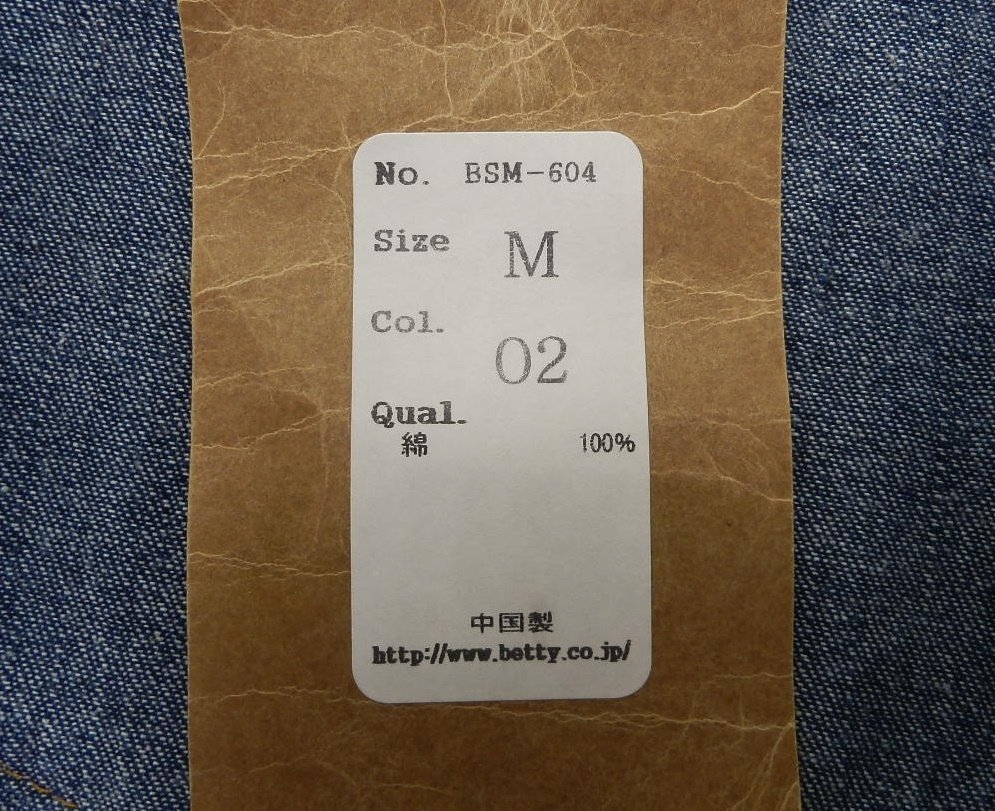 No. BSM-604
Size M
Col. 02
Qual.
綿 100%
中国製
http://www.betty.co.jp/